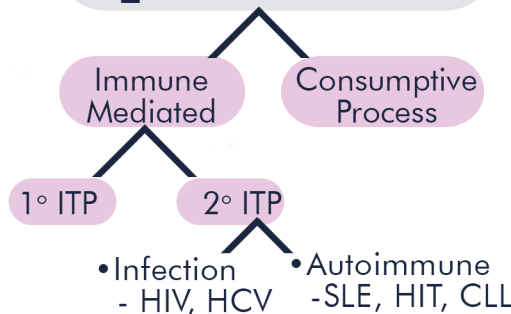 Immune
Mediated
Consumptive
Process
1° ITP
2° ITP
•Infection
- HIV, HCV
•Autoimmune
-SLE, HIT, CLL